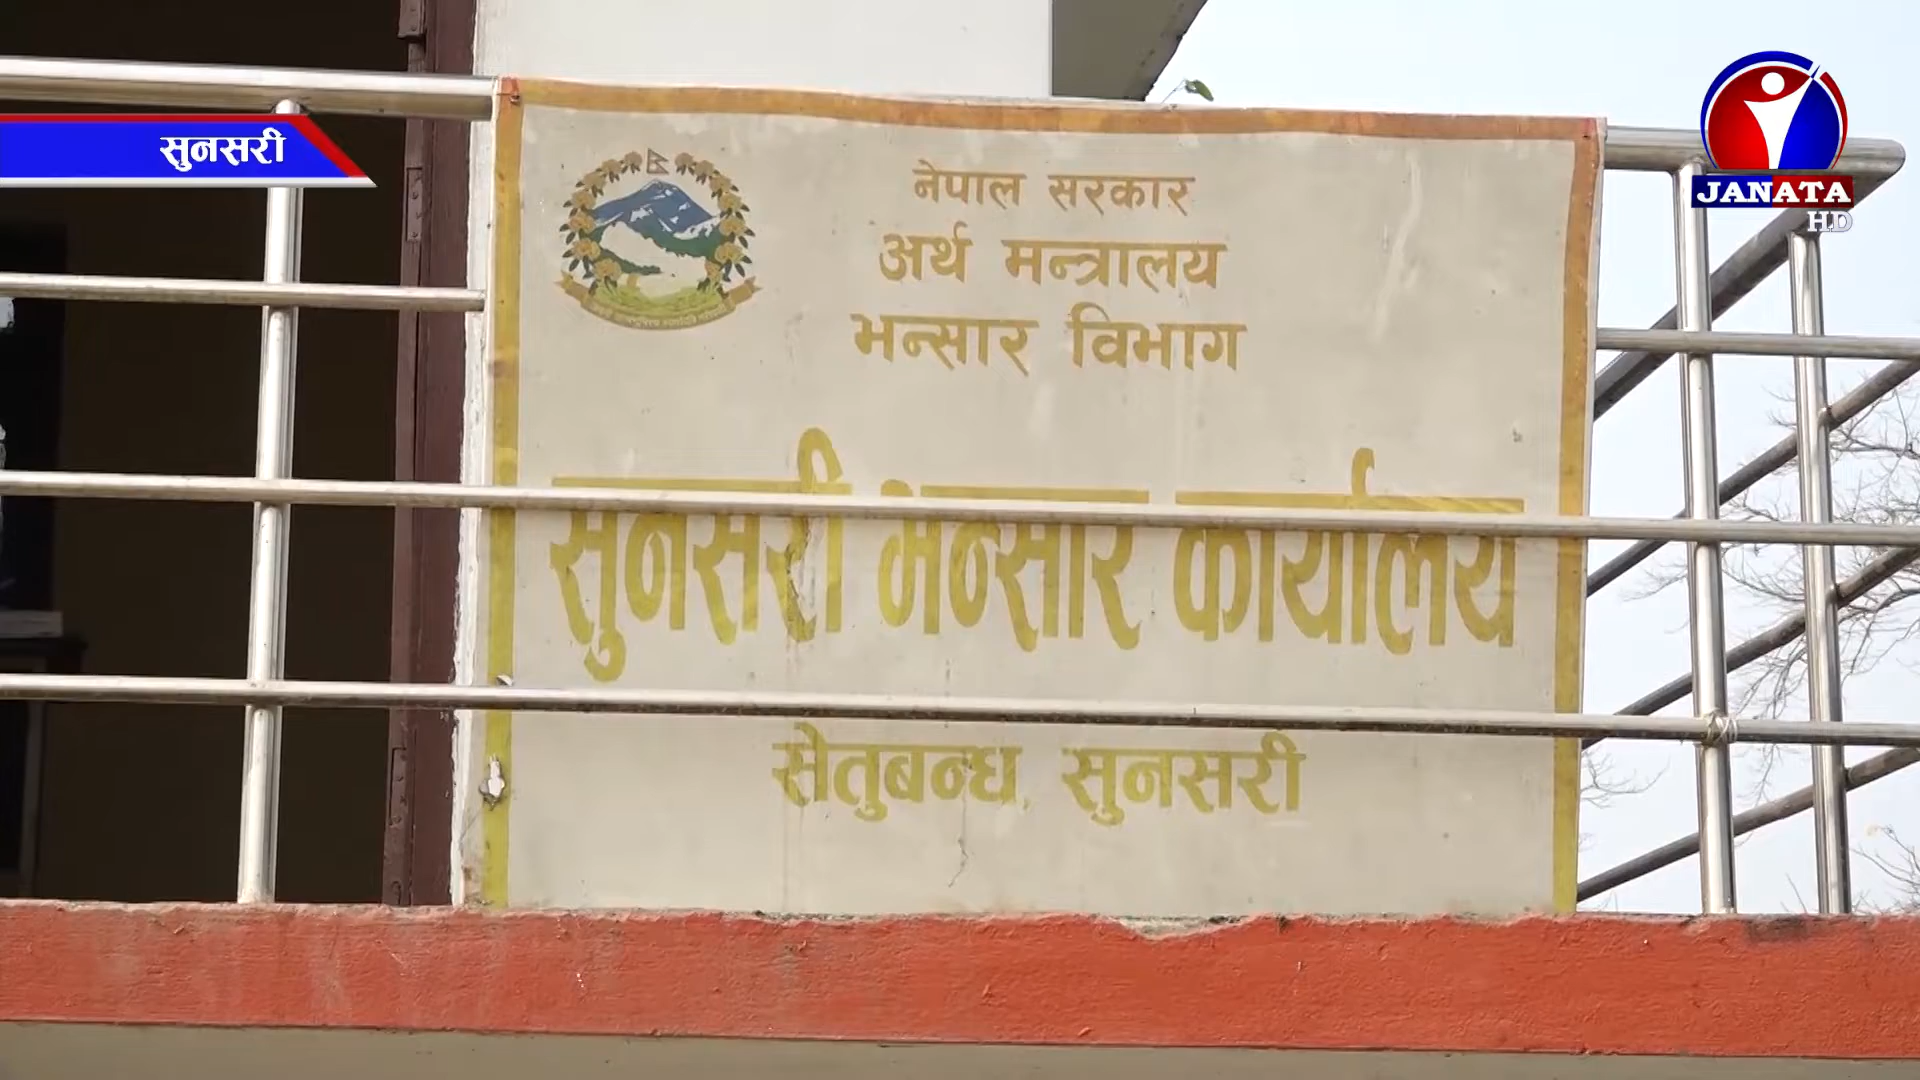 सुनसरी
JANATA
HD
नेपाल सरकार
अर्थ मन्त्रालय
भन्सार विभाग
सुनसरी भन्सार कार्यालय
सेतुबन्ध, सुनसरी